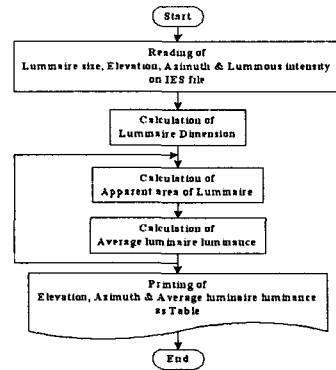 Start
Reading of
Luminaire size, Elevation, Azimuth & Luminous intensity
on IES file
Calculation of
Luminaire Dimension
Calculation of
Apparent area of Luminaire
Calculation of
Average luminaire luminance
Printing of
Elevation, Azimuth & Average luminaire luminance
as Table
End